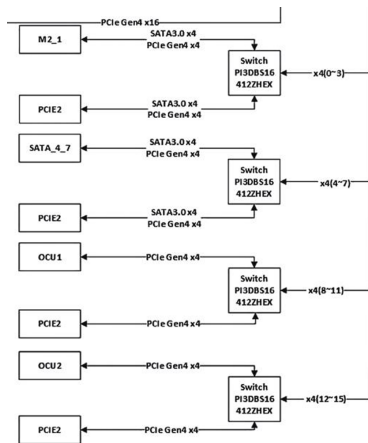 PCIe Gen4 x16
M2_1
SATA3.0 x4
PCIe Gen4 x4
Switch
PI3DBS16
412ZHEX
x4(0~3)
PCIE2
SATA3.0 x4
PCIe Gen4 x4
SATA_4_7
SATA3.0 x4
PCIe Gen4 x4
Switch
PI3DBS16
412ZHEX
x4(4~7)
PCIE2
SATA3.0 x4
PCIe Gen4 x4
OCU1
PCIe Gen4 x4
Switch
PI3DBS16
412ZHEX
x4(8~11)
PCIE2
PCIe Gen4 x4
OCU2
PCIe Gen4 x4
Switch
PI3DBS16
412ZHEX
x4(12~15)
PCIE2
PCIe Gen4 x4